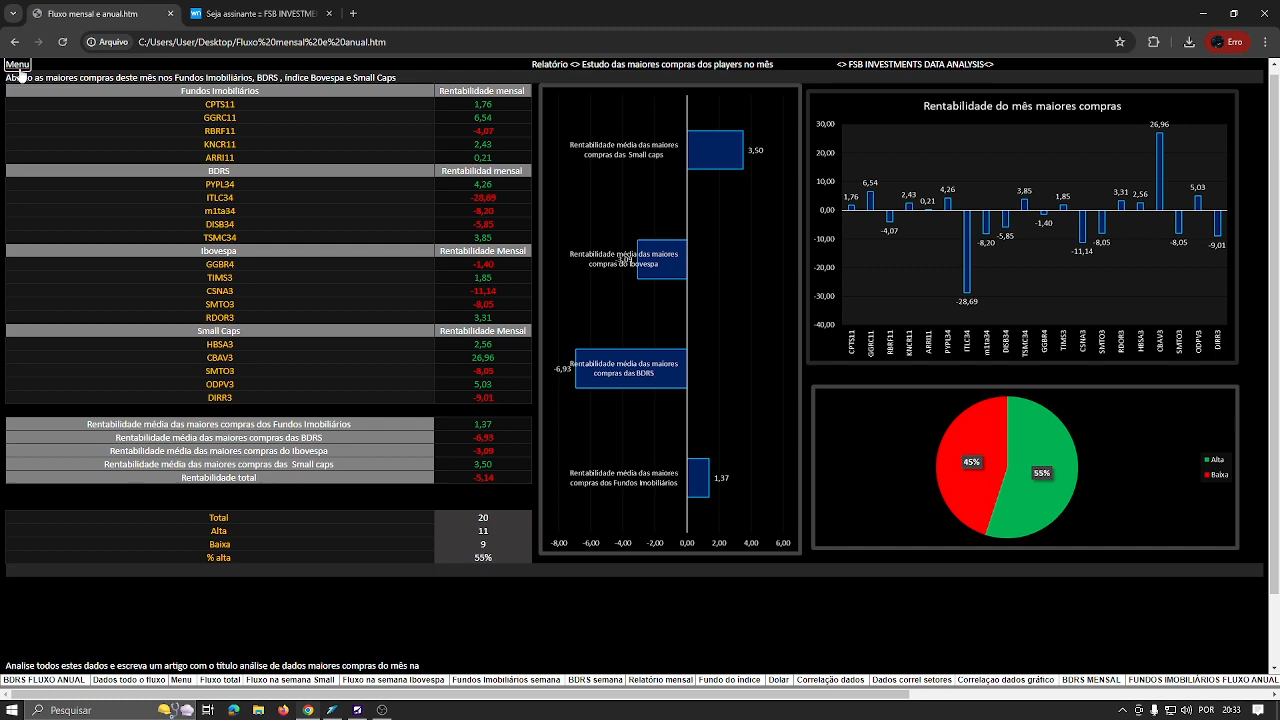 Fluxo mensal e anual.htm
Seja assinante :: FSB INVESTMENTS
Erro
Arquivo C:/Users/User/Desktop/Fluxo%20mensal%20e%20anual.htm
Menu
Relatório <> Estudo das maiores compras dos players no mês
<> FSB INVESTMENTS DATA ANALYSIS<>
as maiores compras deste mês nos Fundos Imobiliários, BDRS , índice Bovespa e Small Caps
Fundos Imobiliários Rentabilidade mensal
CPTS11 1,76
GGRC11 6,54
RBRF11 -4,07
KNCR11 2,43
ARRI11 0,21
BDRS Rentabilidad mensal
PYPL34 4,26
ITLC34 -28,69
m1ta34 -8,20
DISB34 -5,85
TSMC34 3,85
Ibovespa Rentabilidade Mensal
GGBR4 -1,40
TIMS3 1,85
CSNA3 -11,14
SMTO3 -8,05
RDOR3 3,31
Small Caps Rentabilidade Mensal
HBSA3 2,56
CBAV3 26,96
SMTO3 -8,05
ODPV3 5,03
DIRR3 -9,01
Rentabilidade média das maiores compras dos Fundos Imobiliários 1,37
Rentabilidade média das maiores compras das BDRS -6,93
Rentabilidade média das maiores compras do Ibovespa -3,09
Rentabilidade média das maiores compras das Small caps 3,50
Rentabilidade total -5,14
Total 20
Alta 11
Baixa 9
% alta 55%
Rentabilidade média das maiores
compras das Small caps
3,50
Rentabilidade média das maiores
compras do Ibovespa
Rentabilidade média das maiores
compras das BDRS
-6,93
Rentabilidade média das maiores
compras dos Fundos Imobiliários
1,37
-8,00 -6,00 -4,00 -2,00 0,00 2,00 4,00 6,00
Rentabilidade do mês maiores compras
30,00
20,00
10,00
0,00
-10,00
-20,00
-30,00
-40,00
1,76 6,54 -4,07 2,43 0,21 4,26 -28,69 -8,20 -5,85 3,85 -1,40 1,85 -11,14 -8,05 3,31 2,56 26,96 -8,05 5,03 -9,01
CPTS11 GGRC11 RBRF11 KNCR11 ARRI11 PYPL34 ITLC34 m1ta34 DISB34 TSMC34 GGBR4 TIMS3 CSNA3 SMTO3 RDOR3 HBSA3 CBAV3 SMTO3 ODPV3 DIRR3
45%
55%
Alta
Baixa
Analise todos estes dados e escreva um artigo com o título análise de dados maiores compras do mês na
BDRS FLUXO ANUAL Dados todo o fluxo Menu Fluxo total Fluxo na semana Small Fluxo na semana Ibovespa Fundos Imobiliários semana BDRS semana Relatório mensal Fundo do índice Dolar Correlação dados Dados correl setores Correlaçao dados gráfico BDRS MENSAL FUNDOS IMOBILIÁRIOS FLUXO ANUAL
Pesquisar
POR 20:33